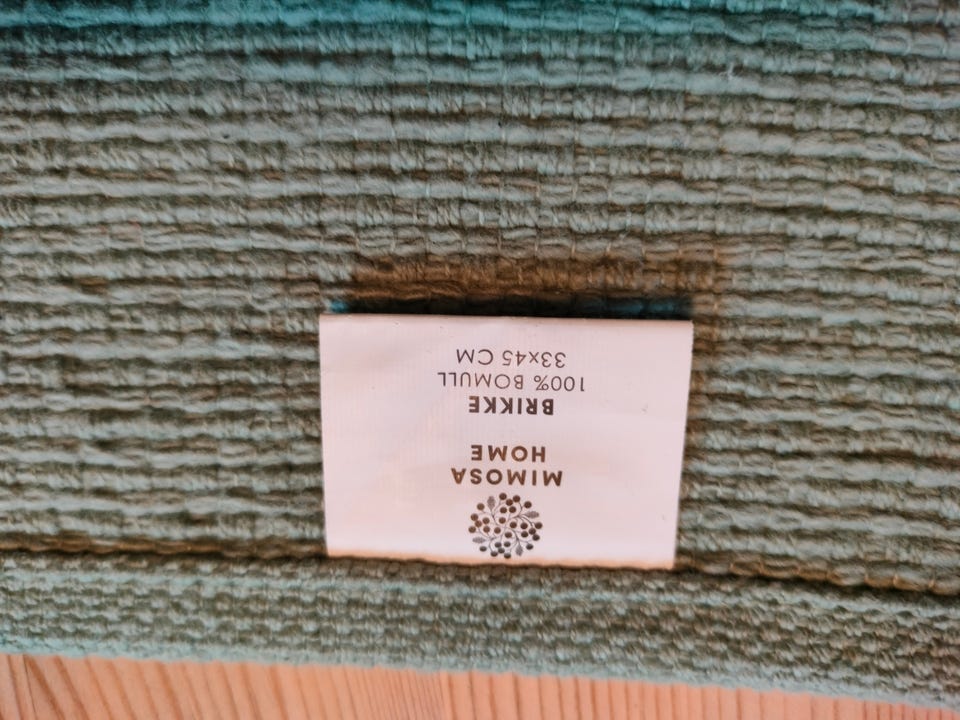 MIMOSA
HOME
BRIKKE
100% BOMULL
33x45 CM